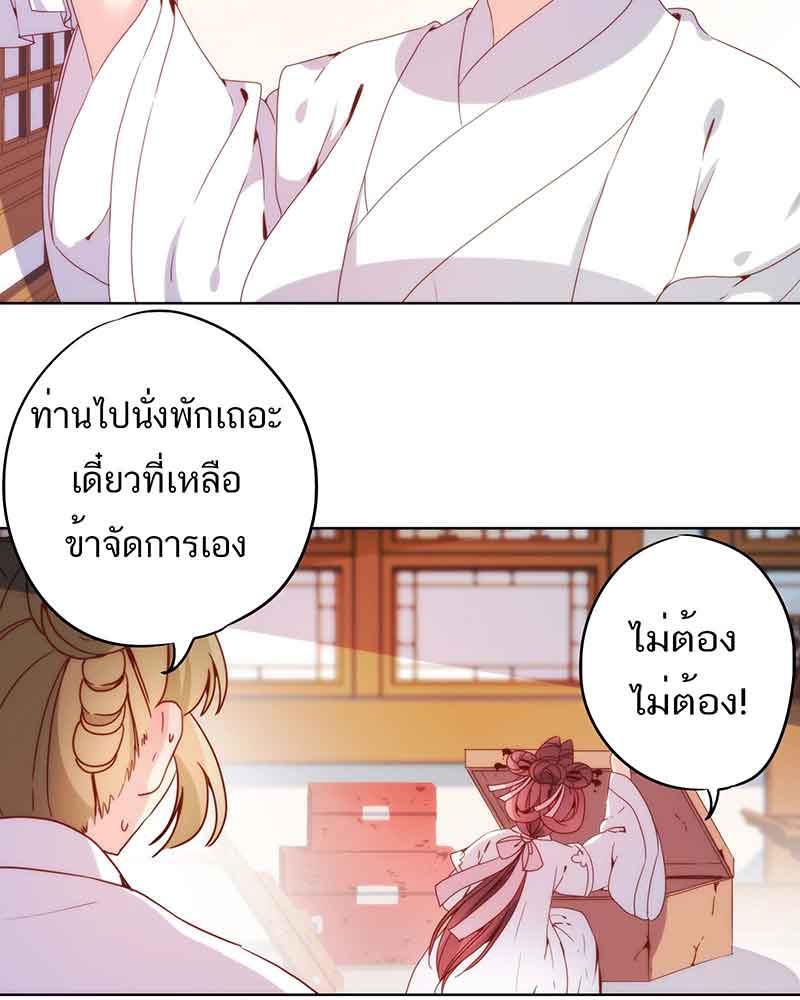 ท่านไปนั่งพักเถอะ
เดี๋ยวที่เหลือ
ข้าจัดการเอง
ไม่ต้อง
ไม่ต้อง!